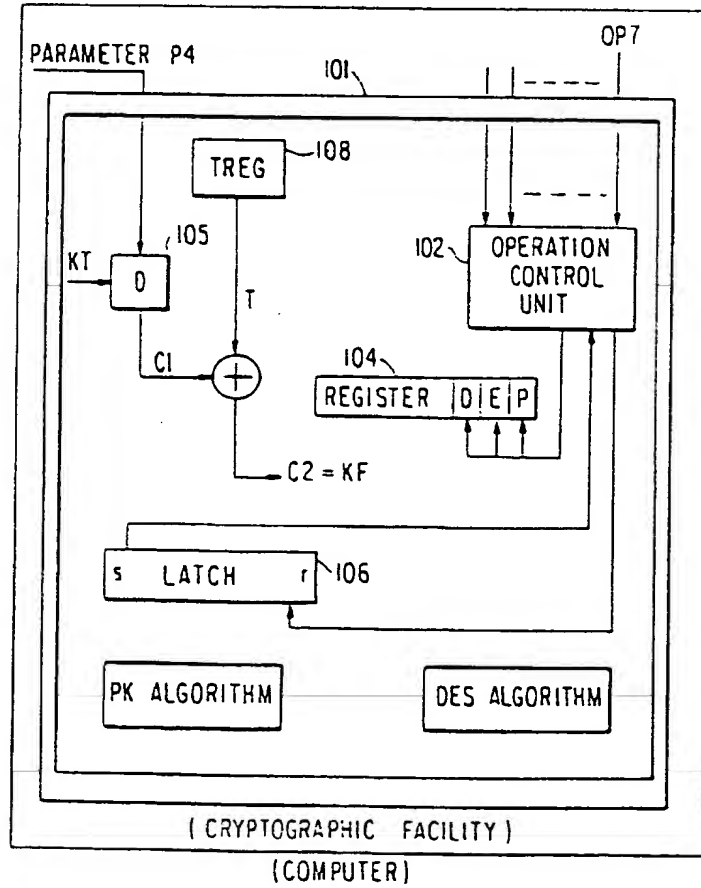 PARAMETER P4
OP7
101
TREG
108
105
KT
D
102
OPERATION
CONTROL
UNIT
T
C1
104
REGISTER D E P
C2 = KF
s LATCH r
106
PK ALGORITHM
DES ALGORITHM
( CRYPTOGRAPHIC FACILITY )
(COMPUTER)